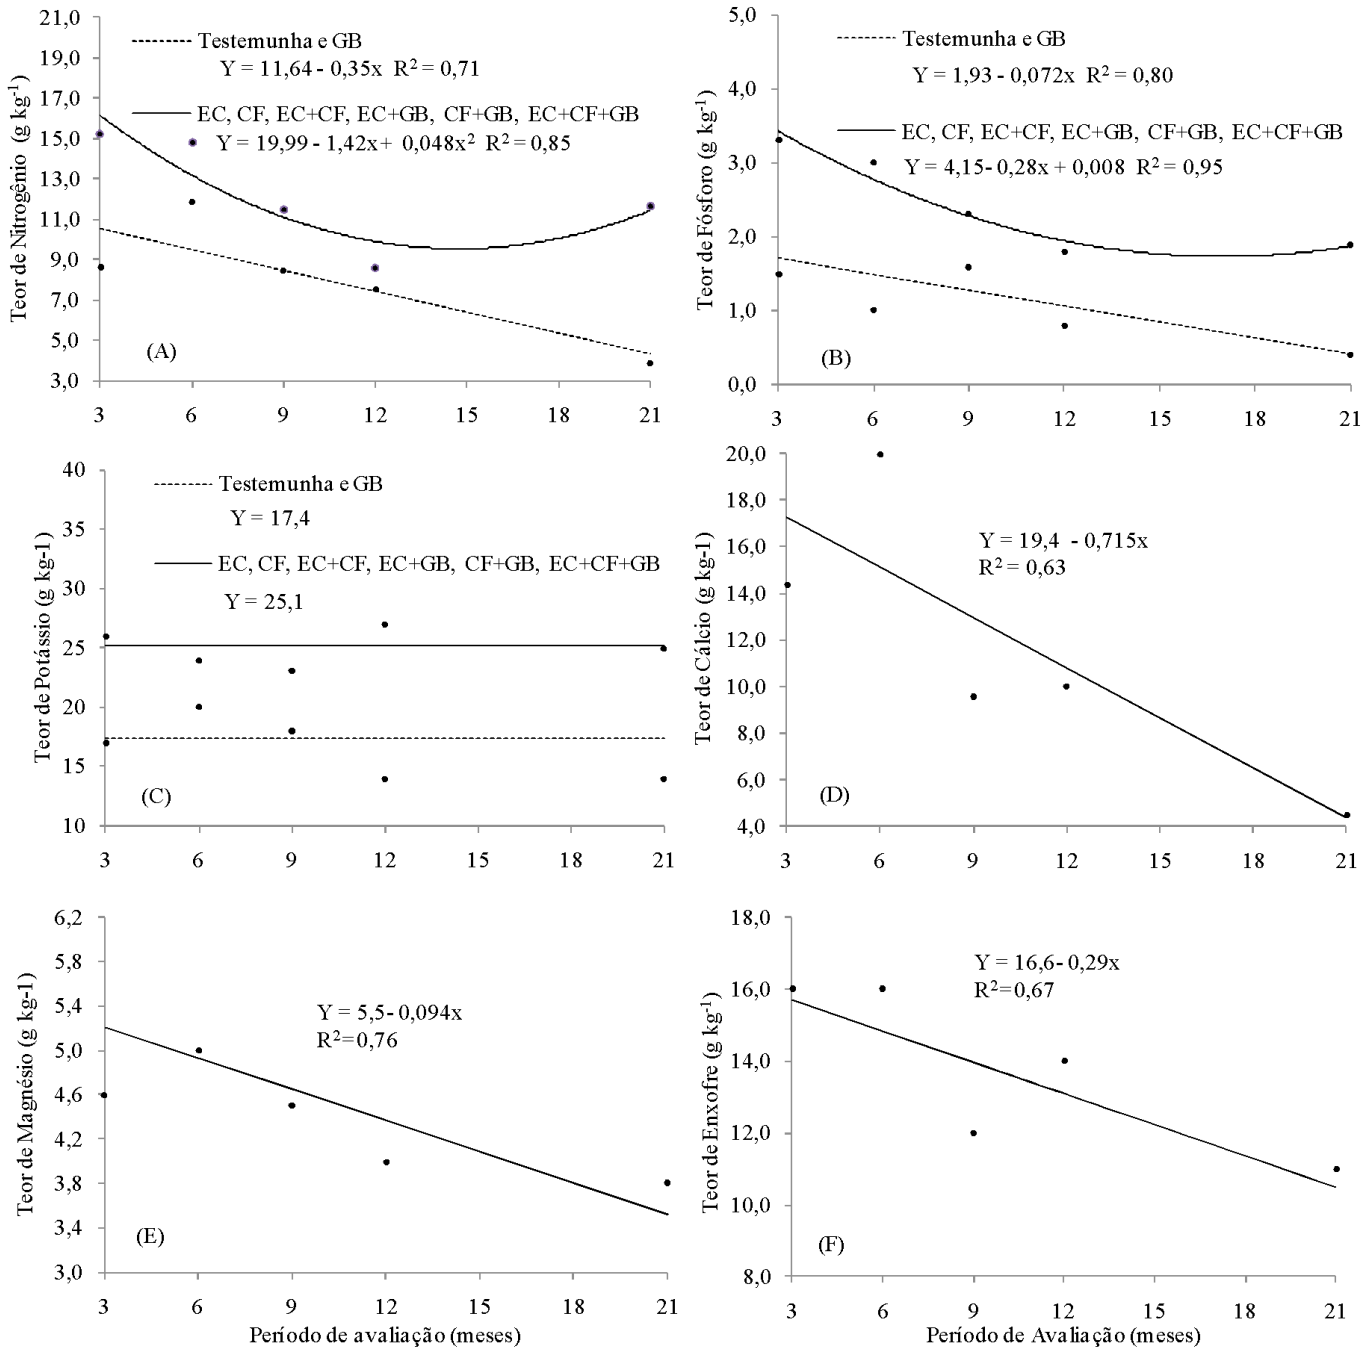 Teor de Nitrogênio (g kg-1)
21,0
19,0
17,0
15,0
13,0
11,0
9,0
7,0
5,0
3,0
Testemunha e GB
Y = 11,64 - 0,35x R2 = 0,71
EC, CF, EC+CF, EC+GB, CF+GB, EC+CF+GB
Y = 19,99 - 1,42x + 0,048x2 R2 = 0,85
(A)
3 6 9 12 15 18 21
Teor de Fósforo (g kg-1)
5,0
4,0
3,0
2,0
1,0
0,0
Testemunha e GB
Y = 1,93 - 0,072x R2 = 0,80
EC, CF, EC+CF, EC+GB, CF+GB, EC+CF+GB
Y = 4,15- 0,28x + 0,008 R2 = 0,95
(B)
3 6 9 12 15 18 21
Teor de Potássio (g kg-1)
40
35
30
25
20
15
10
Testemunha e GB
Y = 17,4
EC, CF, EC+CF, EC+GB, CF+GB, EC+CF+GB
Y = 25,1
(C)
3 6 9 12 15 18 21
Teor de Cálcio (g kg-1)
20,0
18,0
16,0
14,0
12,0
10,0
8,0
6,0
4,0
Y = 19,4 - 0,715x
R2 = 0,63
(D)
3 6 9 12 15 18 21
Teor de Magnésio (g kg-1)
6,2
5,8
5,4
5,0
4,6
4,2
3,8
3,4
3,0
Y = 5,5 - 0,094x
R2=0,76
(E)
3 6 9 12 15 18 21
Período de avaliação (meses)
Teor de Enxofre (g kg-1)
18,0
16,0
14,0
12,0
10,0
8,0
Y = 16,6 - 0,29x
R2=0,67
(F)
3 6 9 12 15 18 21
Período de Avaliação (meses)